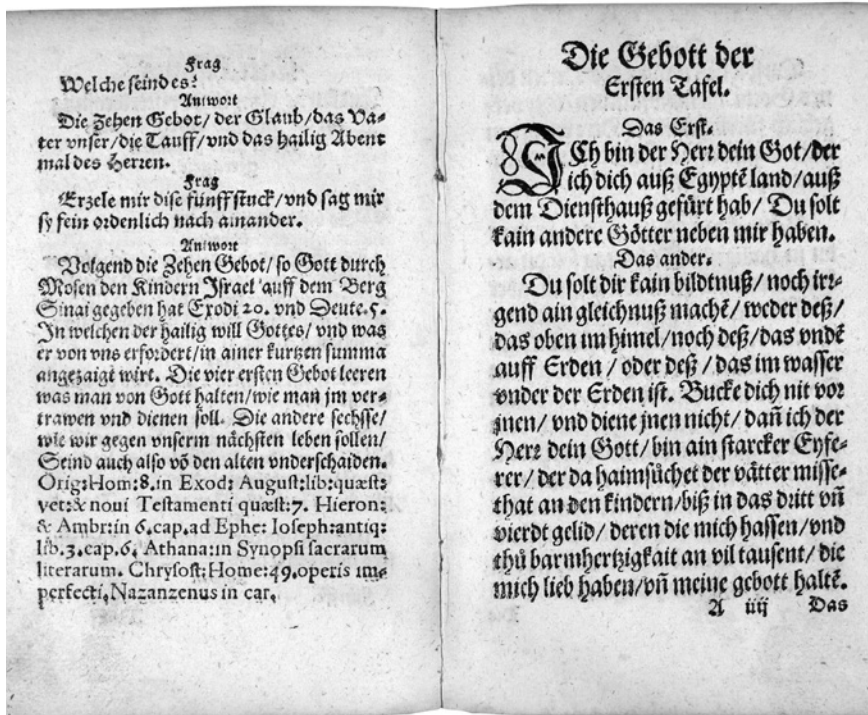 Frag
Welche seind es?
Antwort
Die Zehen Gebot/ der Glaub/das Va⸗
ter vnser/die Tauff/vnd das hailig Abent
mal des Herren.
Frag
Erzele mir dise fünff stuck/vnd sag mir
sy fein ordenlich nach ainander.
Antwort
Volgend die Zehen Gebot/ so Gott durch
Mosen den Kindern Israel auff dem Berg
Sinai gegeben hat Exodi 20. vnd Deute. 5.
In welchen der hailig will Gottes/ vnd was
er von vns erfordert/in ainer kurtzen summa
angezaigt wirt. Die vier ersten Gebot leeren
was man von Gott halten/wie man jm ver⸗
trawen vnd dienen soll. Die andere sechsse/
wie wir gegen vnserm nächsten leben sollen/
Seind auch also võ den alten vnderschaiden.
Orig:Hom:8.in Exod: August:lib:quæst:
vet:& noui Testamenti quæst:7. Hieron:
& Ambr:in 6.cap.ad Ephe: Ioseph:antiq:
lib.3.cap.6. Athana:in Synopsi sacrarum
literarum. Chrysost:Home:49.operis im⸗
perfecti, Nazanzenus in car.
Die Gebott der
Ersten Tafel.
Das Erst.
ICh bin der Herr dein Got/der
ich dich auß Egyptẽ land/auß
dem Diensthauß gefürt hab/ Du solt
kain andere Götter neben mir haben.
Das ander.
Du solt dir kain bildtnuß/ noch irr⸗
gend ain gleichnuß machẽ/ weder deß/
das oben im himel/noch deß/das vndẽ
auff Erden / oder deß / das im wasser
vnder der Erden ist. Bucke dich nit vor
jnen/ vnd diene jnen nicht/ dañ ich der
Herr dein Gott/ bin ain starcker Eyfe⸗
rer/ der da haimsůchet der vätter misse⸗
that an den kindern/biß in das dritt vñ
vierdt gelid/ deren die mich hassen/vnd
thů barmhertzigkait an vil tausent/ die
mich lieb haben/vñ meine gebott haltẽ.
A iiij Das